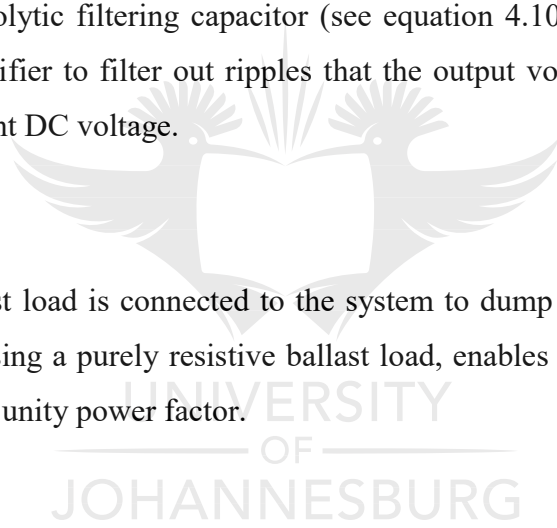 olytic filtering capacitor (see equation 4.10
ifier to filter out ripples that the output vo
nt DC voltage.
st load is connected to the system to dump
sing a purely resistive ballast load, enables
unity power factor.
UNIVERSITY
OF
JOHANNESBURG